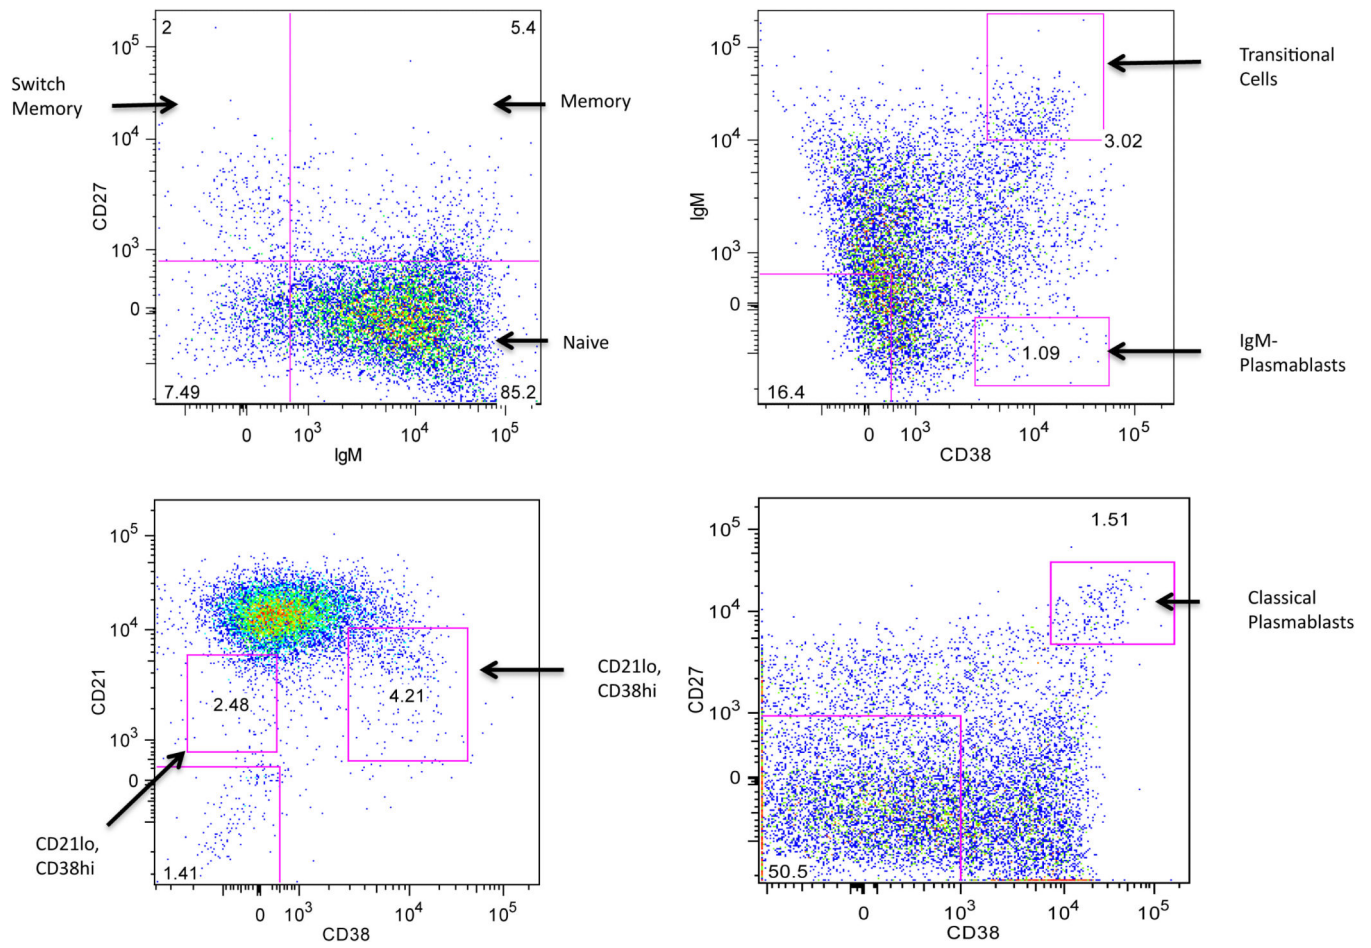 2
5.4
10^5
10^4
10^3
0
CD27
7.49
85.2
0
10^3
10^4
10^5
IgM
Switch
Memory
Memory
Naive
10^5
10^4
10^3
0
IgM
3.02
1.09
16.4
0
10^3
10^4
10^5
CD38
Transitional
Cells
IgM-
Plasmablasts
10^5
10^4
10^3
0
CD21
2.48
4.21
1.41
0
10^3
10^4
10^5
CD38
CD21lo,
CD38hi
CD21lo,
CD38hi
1.51
10^5
10^4
10^3
0
CD27
50.5
0
10^3
10^4
10^5
CD38
Classical
Plasmablasts